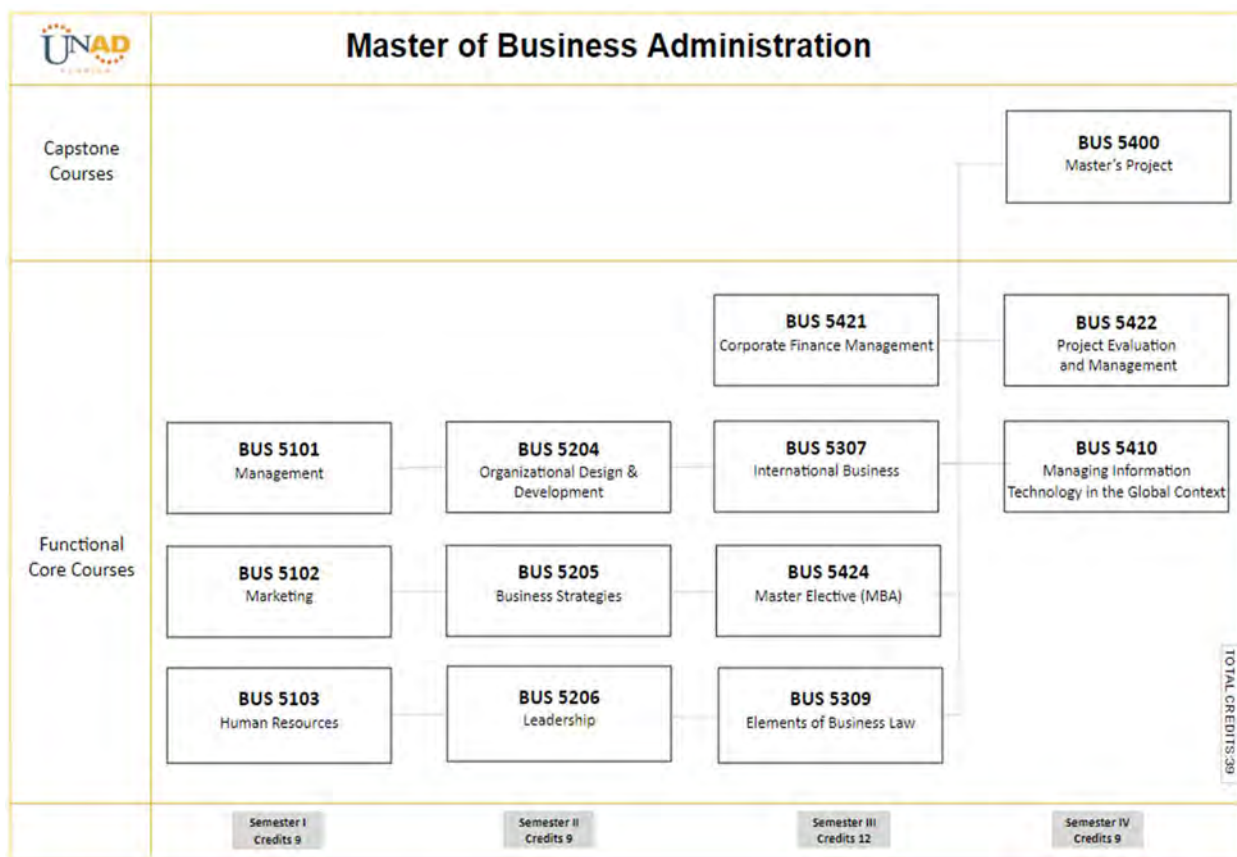 UNAD
FLORIDA
Master of Business Administration
Capstone
Courses
BUS 5400
Master's Project
Functional
Core Courses
BUS 5421
Corporate Finance Management
BUS 5422
Project Evaluation
and Management
BUS 5101
Management
BUS 5204
Organizational Design &
Development
BUS 5307
International Business
BUS 5410
Managing Information
Technology in the Global Context
BUS 5102
Marketing
BUS 5205
Business Strategies
BUS 5424
Master Elective (MBA)
BUS 5103
Human Resources
BUS 5206
Leadership
BUS 5309
Elements of Business Law
TOTAL CREDITS:39
Semester I
Credits 9
Semester II
Credits 9
Semester III
Credits 12
Semester IV
Credits 9